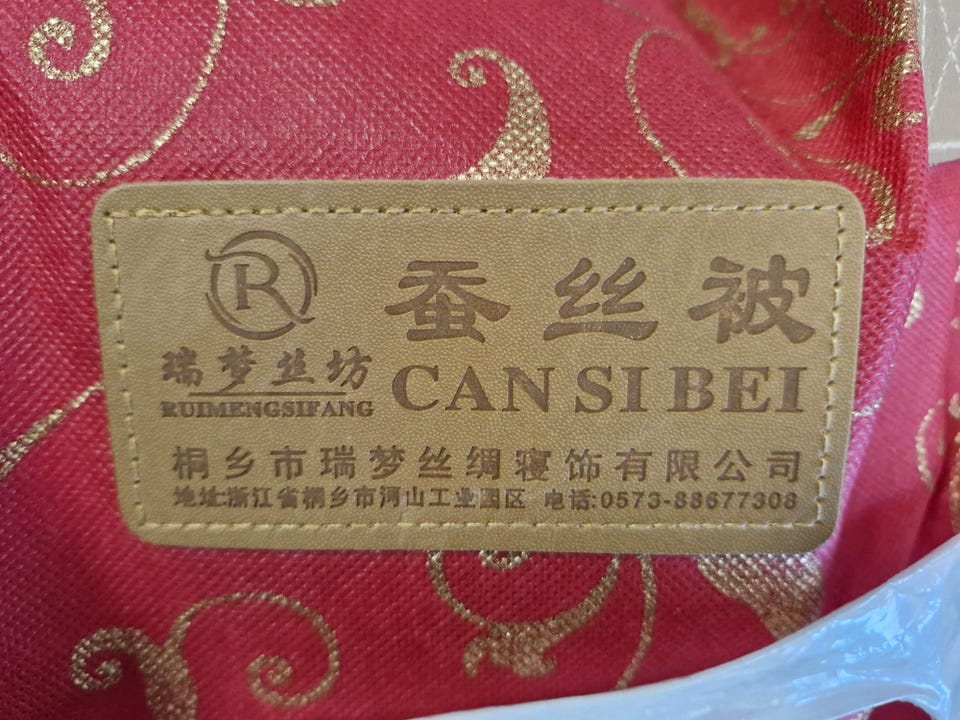 R
瑞梦丝坊
RUIMENGSIFANG
蚕丝被
CAN SI BEI
桐乡市瑞梦丝绸寝饰有限公司
地址:浙江省桐乡市河山工业园区 电话:0573-88677308